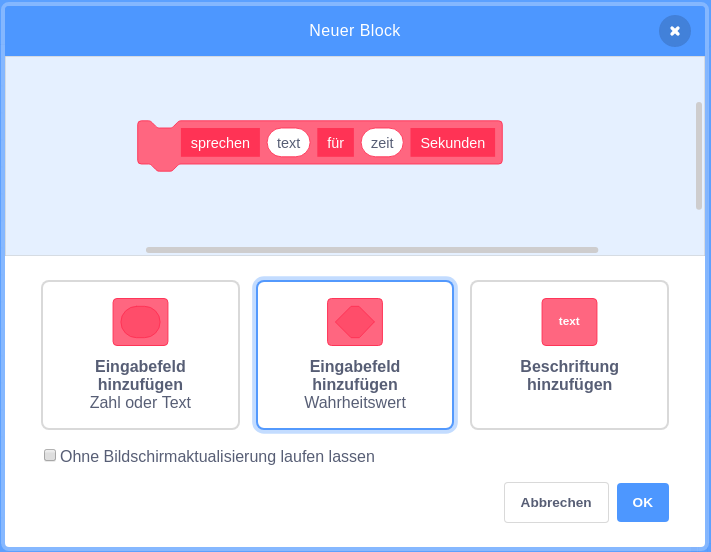 Neuer Block
sprechen text für zeit Sekunden
text
Eingabefeld
hinzufügen
Zahl oder Text
Eingabefeld
hinzufügen
Wahrheitswert
Beschriftung
hinzufügen
Ohne Bildschirmaktualisierung laufen lassen
Abbrechen OK